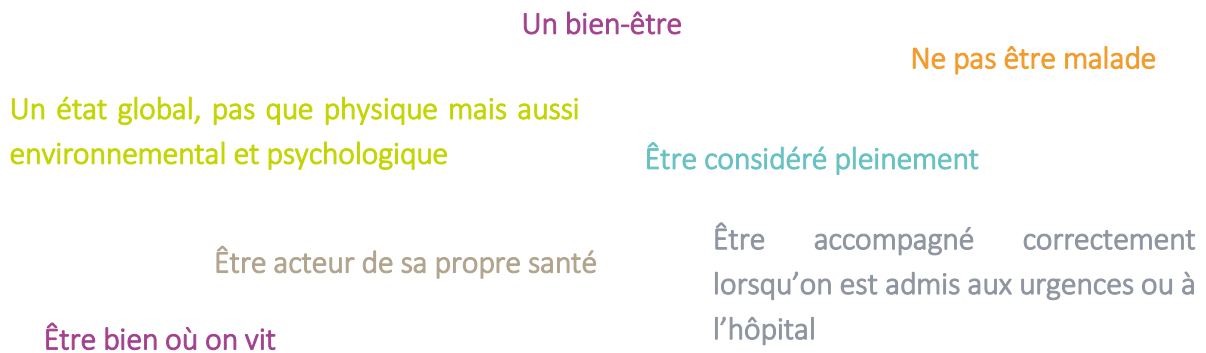 Un bien-être
Ne pas être malade
Un état global, pas que physique mais aussi
environnemental et psychologique
Être considéré pleinement
Être accompagné correctement
lorsqu’on est admis aux urgences ou à
l’hôpital
Être acteur de sa propre santé
Être bien où on vit